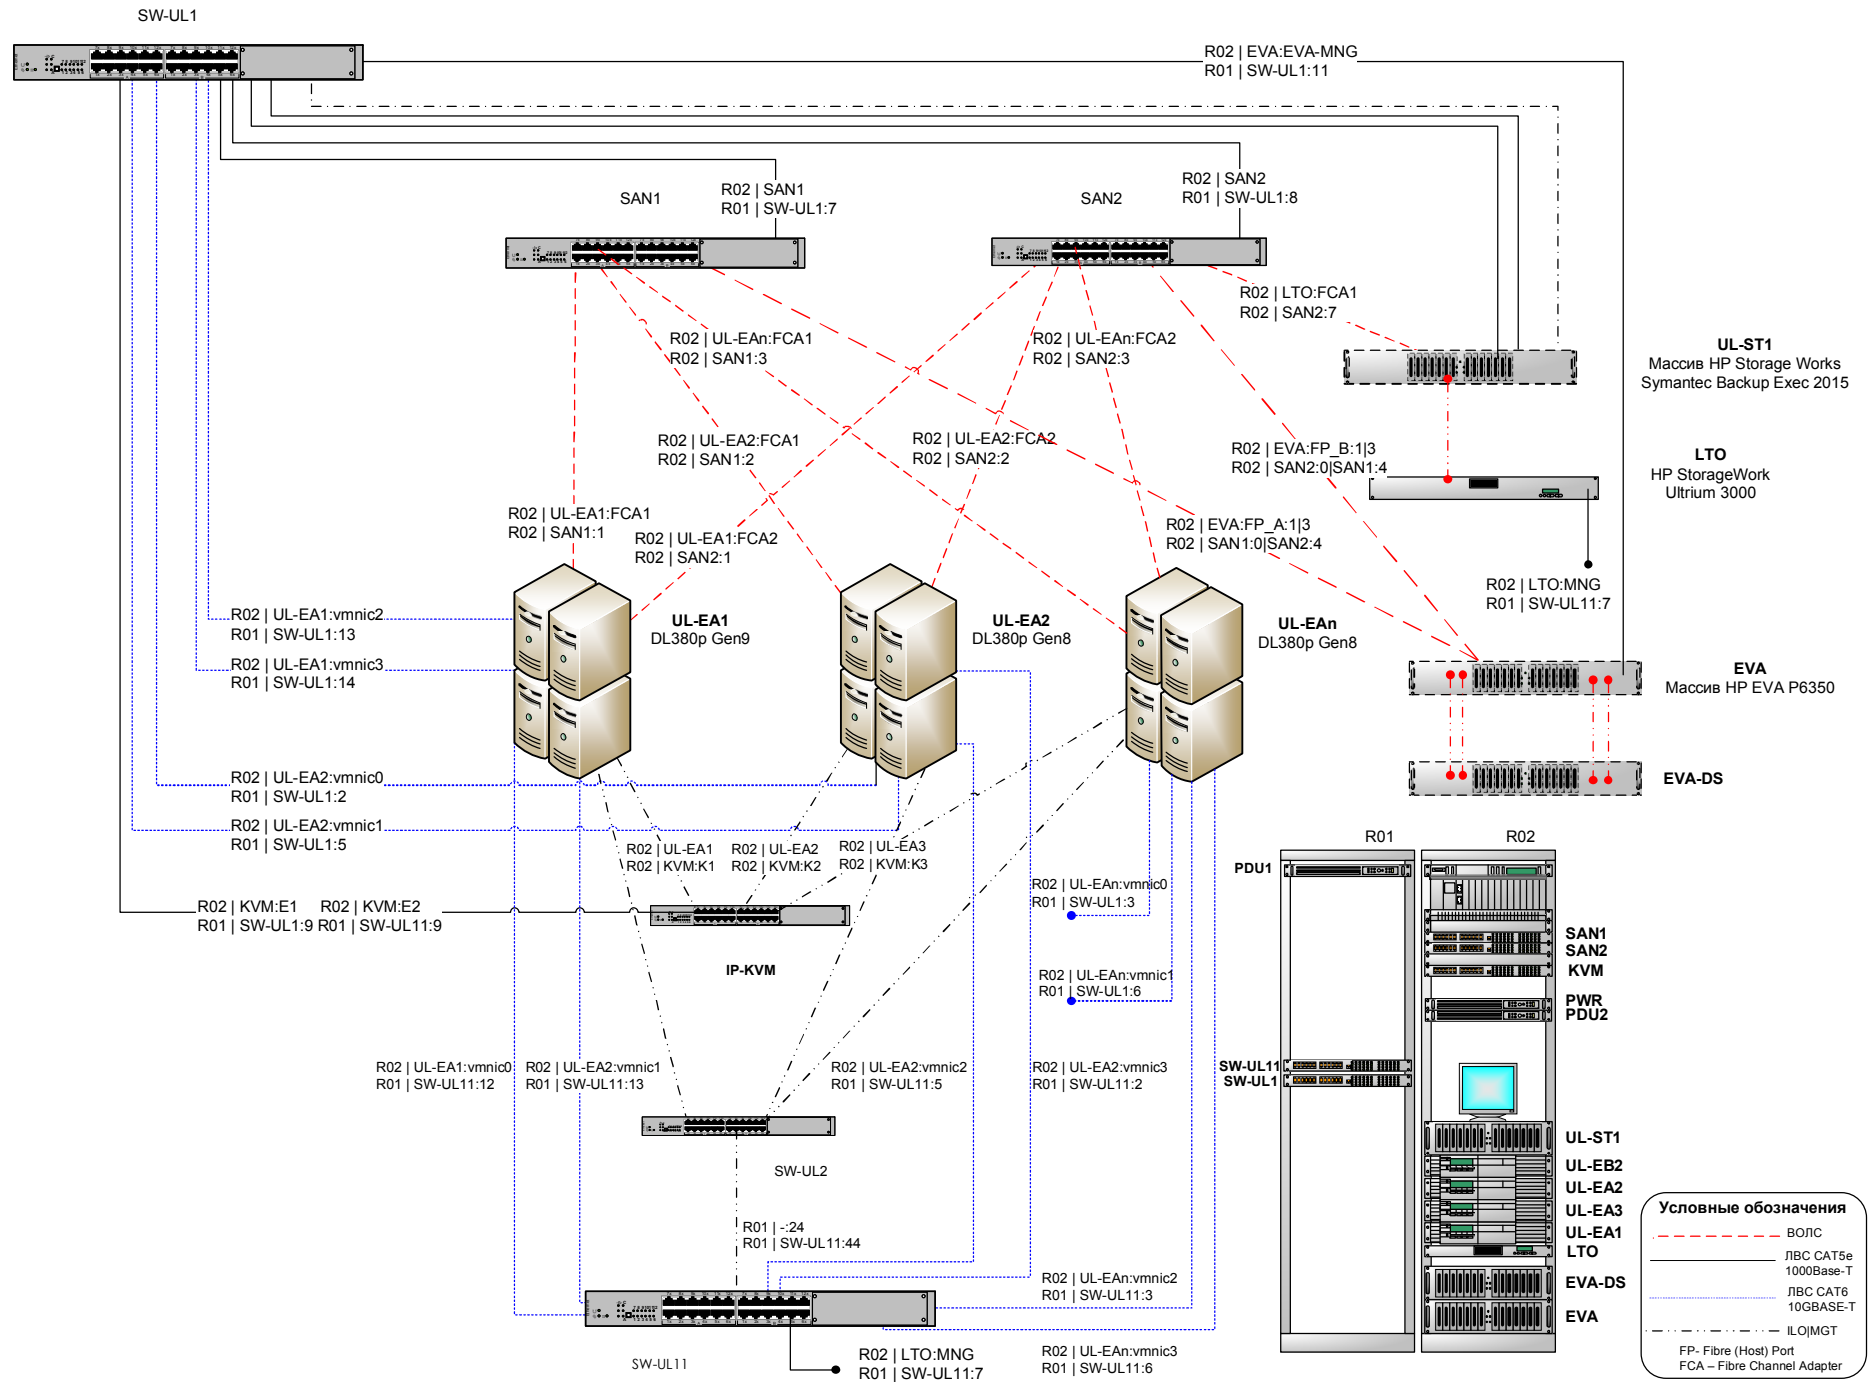 SW-UL1
R02 | EVA:EVA-MNG
R01 | SW-UL1:11
SAN1
R02 | SAN1
R01 | SW-UL1:7
SAN2
R02 | SAN2
R01 | SW-UL1:8
R02 | LTO:FCA1
R02 | SAN2:7
R02 | UL-EAn:FCA1
R02 | SAN1:3
R02 | UL-EAn:FCA2
R02 | SAN2:3
UL-ST1
Массив HP Storage Works
Symantec Backup Exec 2015
R02 | UL-EA2:FCA1
R02 | SAN1:2
R02 | UL-EA2:FCA2
R02 | SAN2:2
R02 | EVA:FP_B:1|3
R02 | SAN2:0|SAN1:4
LTO
HP StorageWork
Ultrium 3000
R02 | UL-EA1:FCA1
R02 | SAN1:1
R02 | UL-EA1:FCA2
R02 | SAN2:1
R02 | EVA:FP_A:1|3
R02 | SAN1:0|SAN2:4
R02 | LTO:MNG
R01 | SW-UL11:7
R02 | UL-EA1:vmnic2
R01 | SW-UL1:13
R02 | UL-EA1:vmnic3
R01 | SW-UL1:14
UL-EA1
DL380p Gen9
UL-EA2
DL380p Gen8
UL-EAn
DL380p Gen8
EVA
Массив HP EVA P6350
EVA-DS
R02 | UL-EA2:vmnic0
R01 | SW-UL1:2
R02 | UL-EA2:vmnic1
R01 | SW-UL1:5
R02 | UL-EA1
R02 | KVM:K1
R02 | UL-EA2
R02 | KVM:K2
R02 | UL-EA3
R02 | KVM:K3
R02 | KVM:E1
R01 | SW-UL1:9
R02 | KVM:E2
R01 | SW-UL11:9
IP-KVM
R02 | UL-EAn:vmnic0
R01 | SW-UL1:3
R02 | UL-EAn:vmnic1
R01 | SW-UL1:6
R02 | UL-EA1:vmnic0
R01 | SW-UL11:12
R02 | UL-EA2:vmnic1
R01 | SW-UL11:13
R02 | UL-EA2:vmnic2
R01 | SW-UL11:5
R02 | UL-EA2:vmnic3
R01 | SW-UL11:2
SW-UL2
R01 | -:24
R01 | SW-UL11:44
R02 | UL-EAn:vmnic2
R01 | SW-UL11:3
SW-UL11
R02 | LTO:MNG
R01 | SW-UL11:7
R02 | UL-EAn:vmnic3
R01 | SW-UL11:6
R01
R02
PDU1
SAN1
SAN2
KVM
PWR
PDU2
SW-UL11
SW-UL1
UL-ST1
UL-EB2
UL-EA2
UL-EA3
UL-EA1
LTO
EVA-DS
EVA
Условные обозначения
ВОЛС
ЛВС CAT5e
1000Base-T
ЛВС CAT6
10GBASE-T
ILO|MGT
FP- Fibre (Host) Port
FCA – Fibre Channel Adapter